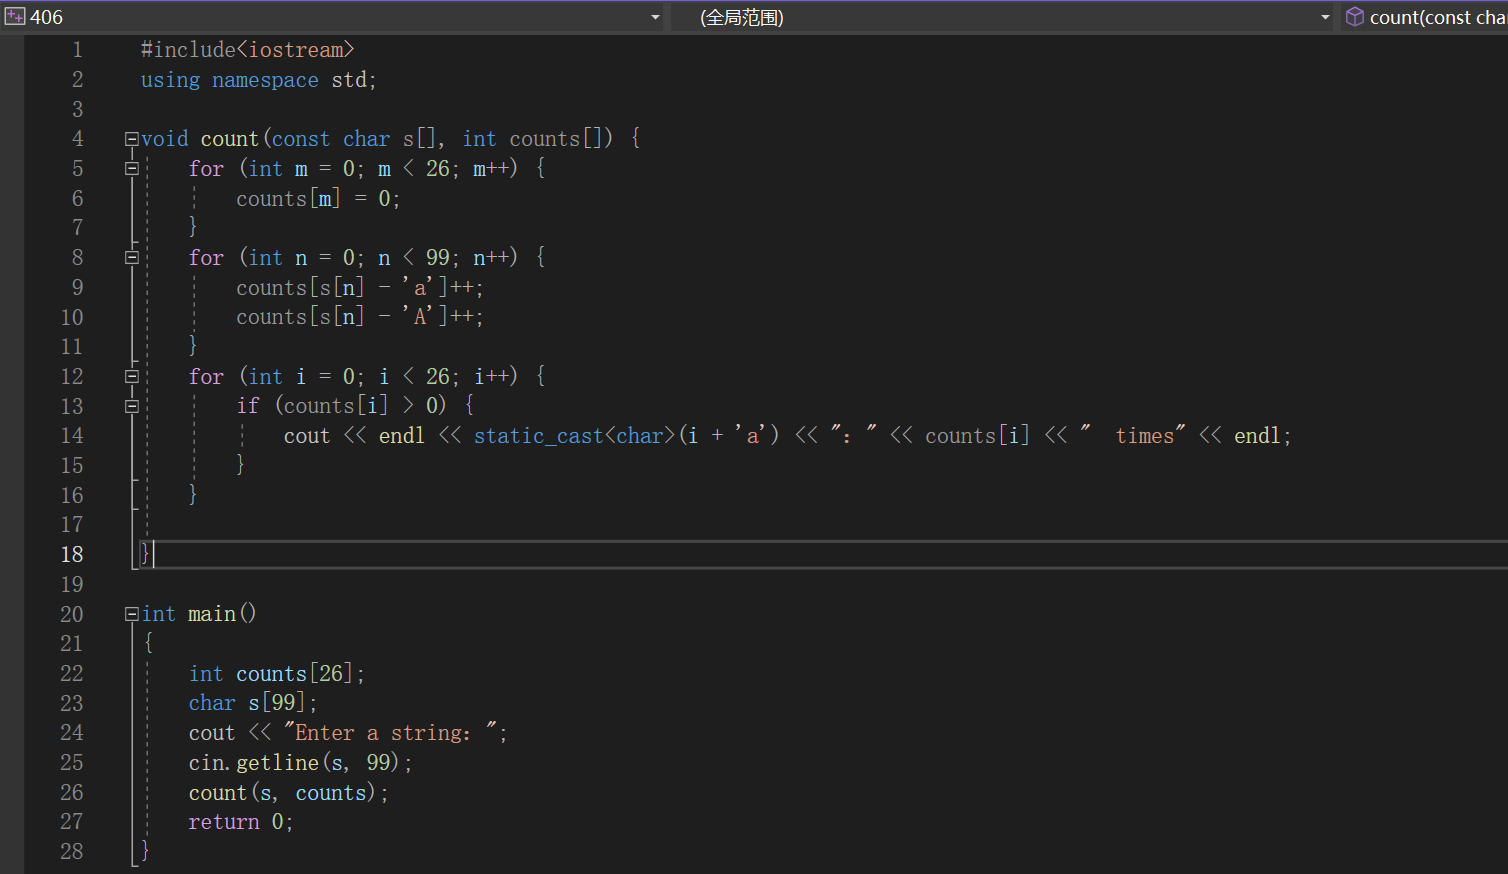 406 (全局范围) count(const char
1 #include<iostream>
2 using namespace std;
3
4 void count(const char s[], int counts[]) {
5 for (int m = 0; m < 26; m++) {
6 counts[m] = 0;
7 }
8 for (int n = 0; n < 99; n++) {
9 counts[s[n] - 'a']++;
10 counts[s[n] - 'A']++;
11 }
12 for (int i = 0; i < 26; i++) {
13 if (counts[i] > 0) {
14 cout << endl << static_cast<char>(i + 'a') << ": " << counts[i] << "  times" << endl;
15 }
16 }
17
18 }
19
20 int main()
21 {
22 int counts[26];
23 char s[99];
24 cout << "Enter a string: ";
25 cin.getline(s, 99);
26 count(s, counts);
27 return 0;
28 }